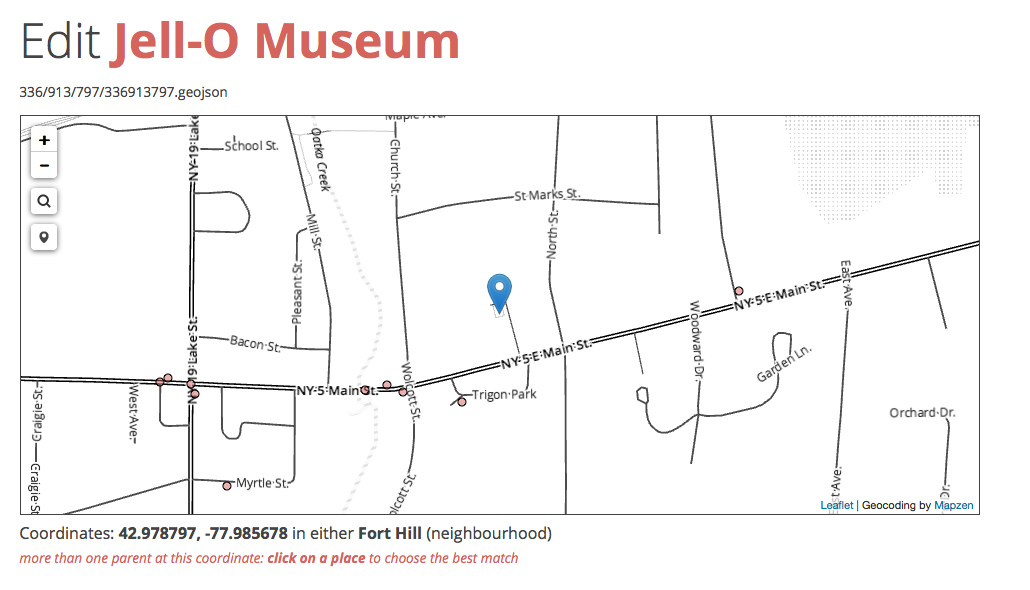 Edit Jell-O Museum
336/913/797/336913797.geojson
+
−
NY-19 Lake
School St.
Oatka Creek
Church St.
St Marks St.
Mill St.
North St.
Pleasant St.
East Ave.
NY-5 E Main St.
Woodward Dr.
NY-19 Lake St.
Bacon St.
NY-5 E Main St.
Garden Ln.
Wolcott St.
NY-5 Main St.
Trigon Park
Craigie St.
West Ave.
Orchard Dr.
Craigie St
Myrtle St.
olcott St.
ast Ave.
Dr.
Leaflet | Geocoding by Mapzen
Coordinates: 42.978797, -77.985678 in either Fort Hill (neighbourhood)
more than one parent at this coordinate: click on a place to choose the best match